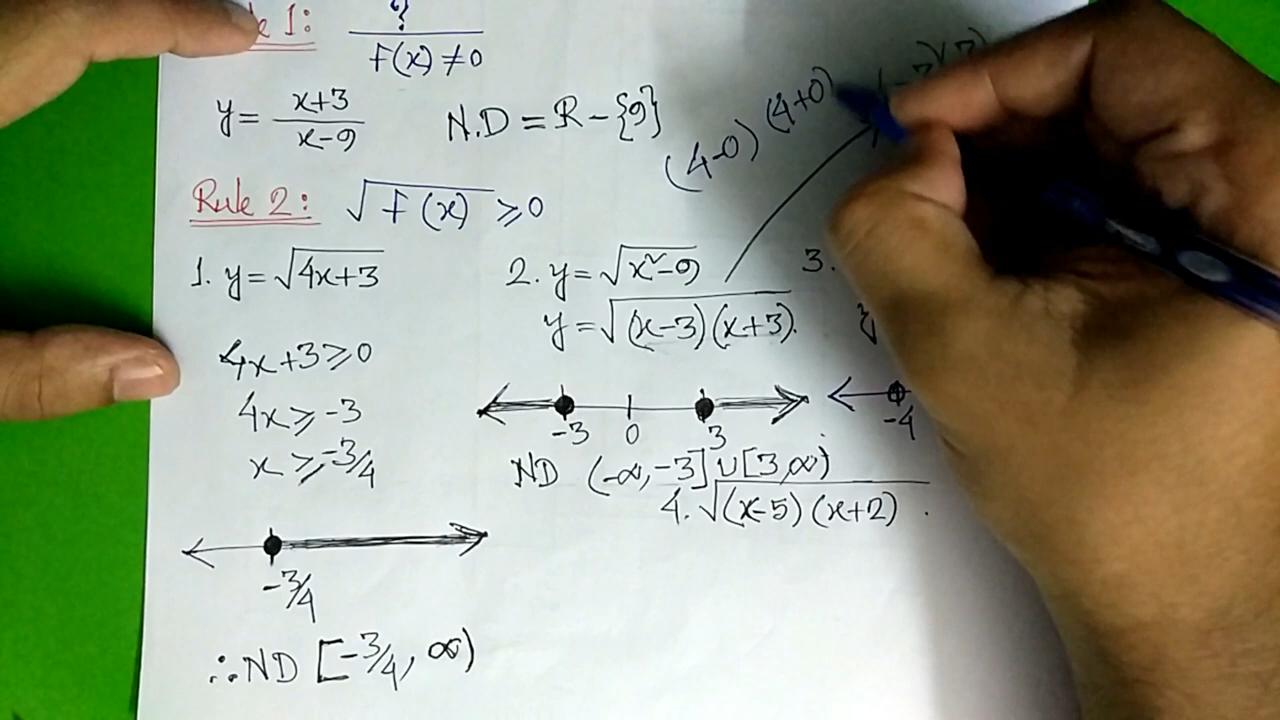 1:
f(x) ≠ 0
y = x+3 / x-9
N.D = R - {9}
(4-0) (4+0)
Rule 2: √f(x) ≥ 0
1. y = √4x+3
4x+3 ≥ 0
4x ≥ -3
x ≥ -3/4
-3/4
∴ ND [-3/4, ∞)
2. y = √x²-9
y = √(x-3)(x+3).
-3 0 3
ND (-∞, -3] ∪ [3, ∞)
3.
-4
4. √(x-5)(x+2) .